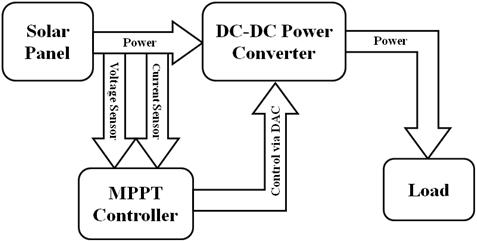 Solar
Panel
Power
DC-DC Power
Converter
Power
Voltage Sensor
Current Sensor
Control via DAC
MPPT
Controller
Load